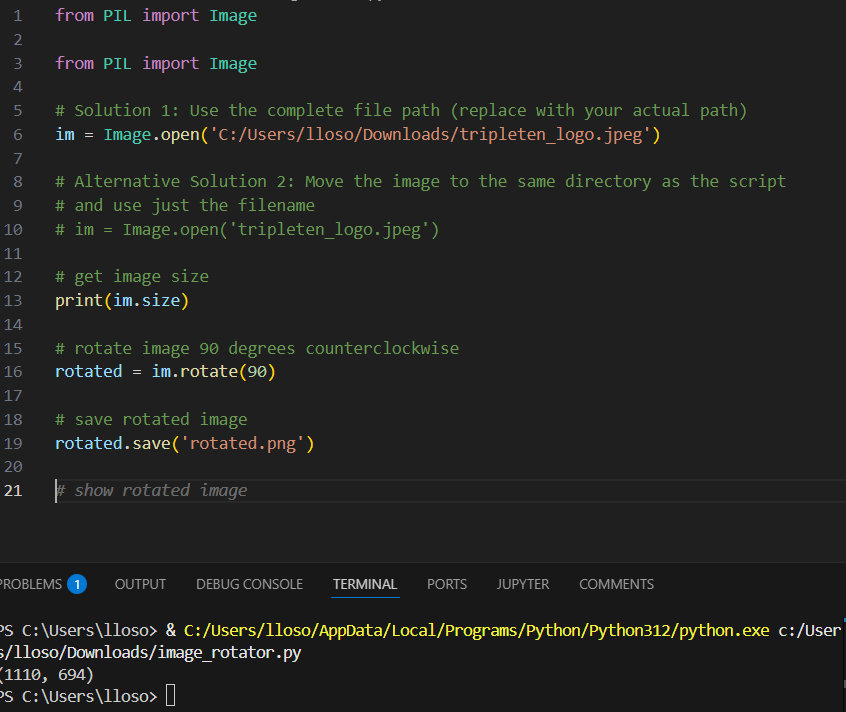 1 from PIL import Image
2
3 from PIL import Image
4
5 # Solution 1: Use the complete file path (replace with your actual path)
6 im = Image.open('C:/Users/lloso/Downloads/tripleten_logo.jpeg')
7
8 # Alternative Solution 2: Move the image to the same directory as the script
9 # and use just the filename
10 # im = Image.open('tripleten_logo.jpeg')
11
12 # get image size
13 print(im.size)
14
15 # rotate image 90 degrees counterclockwise
16 rotated = im.rotate(90)
17
18 # save rotated image
19 rotated.save('rotated.png')
20
21 # show rotated image
PROBLEMS 1 OUTPUT DEBUG CONSOLE TERMINAL PORTS JUPYTER COMMENTS
PS C:\Users\lloso> & C:/Users/lloso/AppData/Local/Programs/Python/Python312/python.exe c:/User
s/lloso/Downloads/image_rotator.py
(1110, 694)
PS C:\Users\lloso>